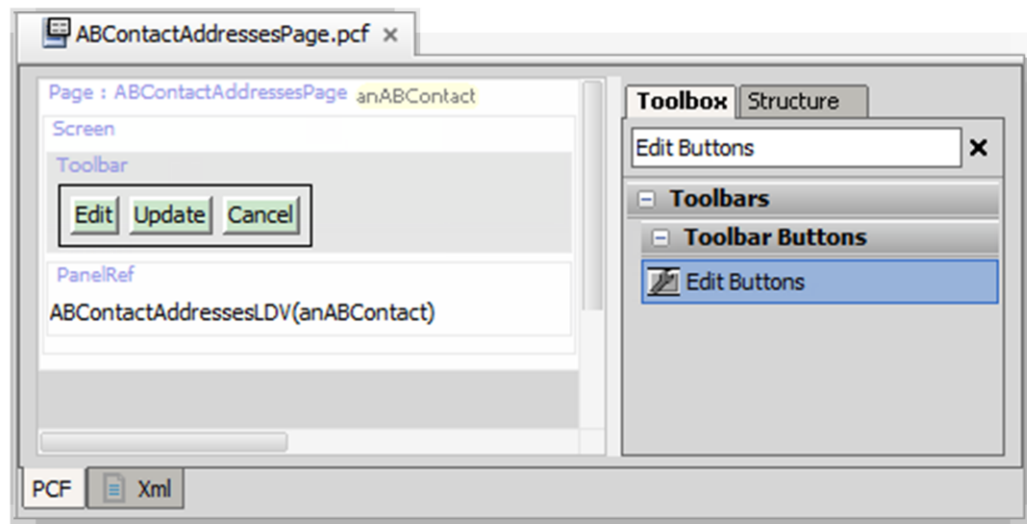 ABContactAddressesPage.pcf
Page : ABContactAddressesPage anABContact
Screen
Toolbar
Edit Update Cancel
PanelRef
ABContactAddressesLDV(anABContact)
Toolbox Structure
Edit Buttons
Toolbars
Toolbar Buttons
Edit Buttons
PCF Xml